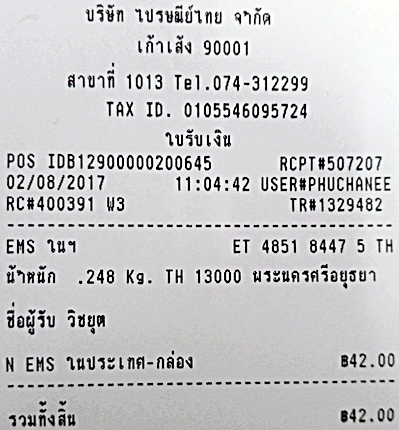 บริษัท ไปรษณีย์ไทย จำกัด
เก้าเส้ง 90001
สาขาที่ 1013 Tel.074-312299
TAX ID. 0105546095724
ใบรับเงิน
POS IDB12900000200645 RCPT#507207
02/08/2017 11:04:42 USER#PHUCHANEE
RC#400391 W3 TR#1329482
EMS ในฯ ET 4851 8447 5 TH
น้ำหนัก .248 Kg. TH 13000 พระนครศรีอยุธยา
ชื่อผู้รับ วิชยุต
N EMS ในประเทศ-กล่อง ฿42.00
รวมทั้งสิ้น ฿42.00